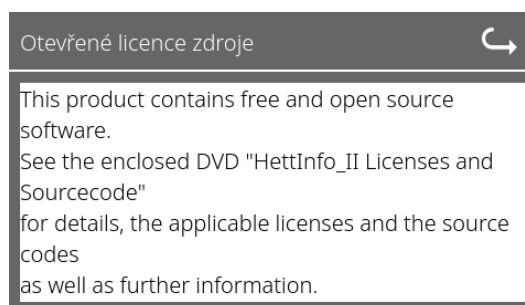 Otevřené licence zdroje
This product contains free and open source
software.
See the enclosed DVD "HettInfo_II Licenses and
Sourcecode"
for details, the applicable licenses and the source
codes
as well as further information.